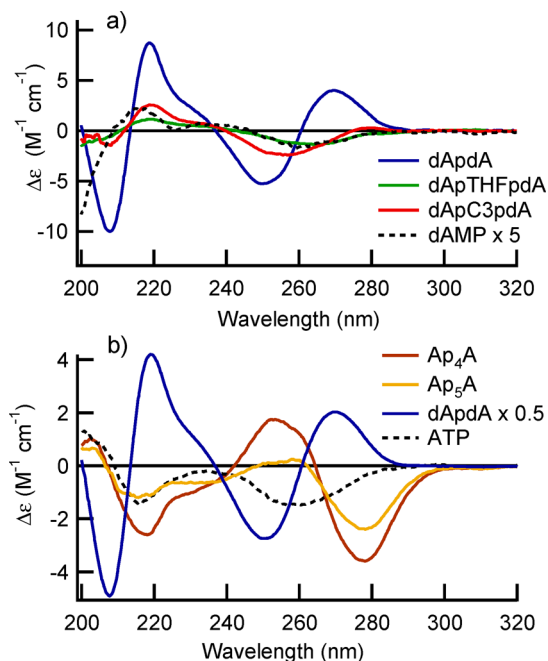 a)
10
5
0
-5
-10
Δε (M⁻¹ cm⁻¹)
dApdA
dApTHFpdA
dApC3pdA
dAMP x 5
200 220 240 260 280 300 320
Wavelength (nm)
b)
4
2
0
-2
-4
Δε (M⁻¹ cm⁻¹)
Ap₄A
Ap₅A
dApdA x 0.5
ATP
200 220 240 260 280 300 320
Wavelength (nm)